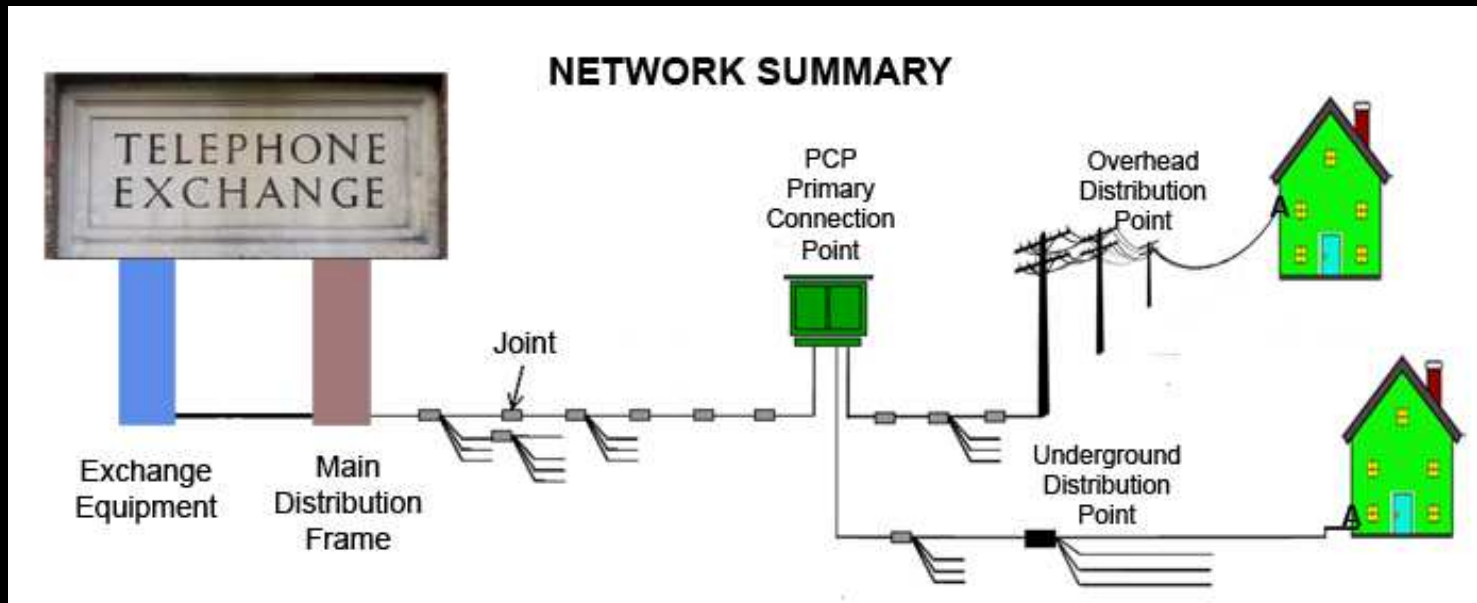 NETWORK SUMMARY
TELEPHONE
EXCHANGE
PCP
Primary
Connection
Point
Overhead
Distribution
Point
A
Joint
Exchange
Equipment
Main
Distribution
Frame
Underground
Distribution
Point
A